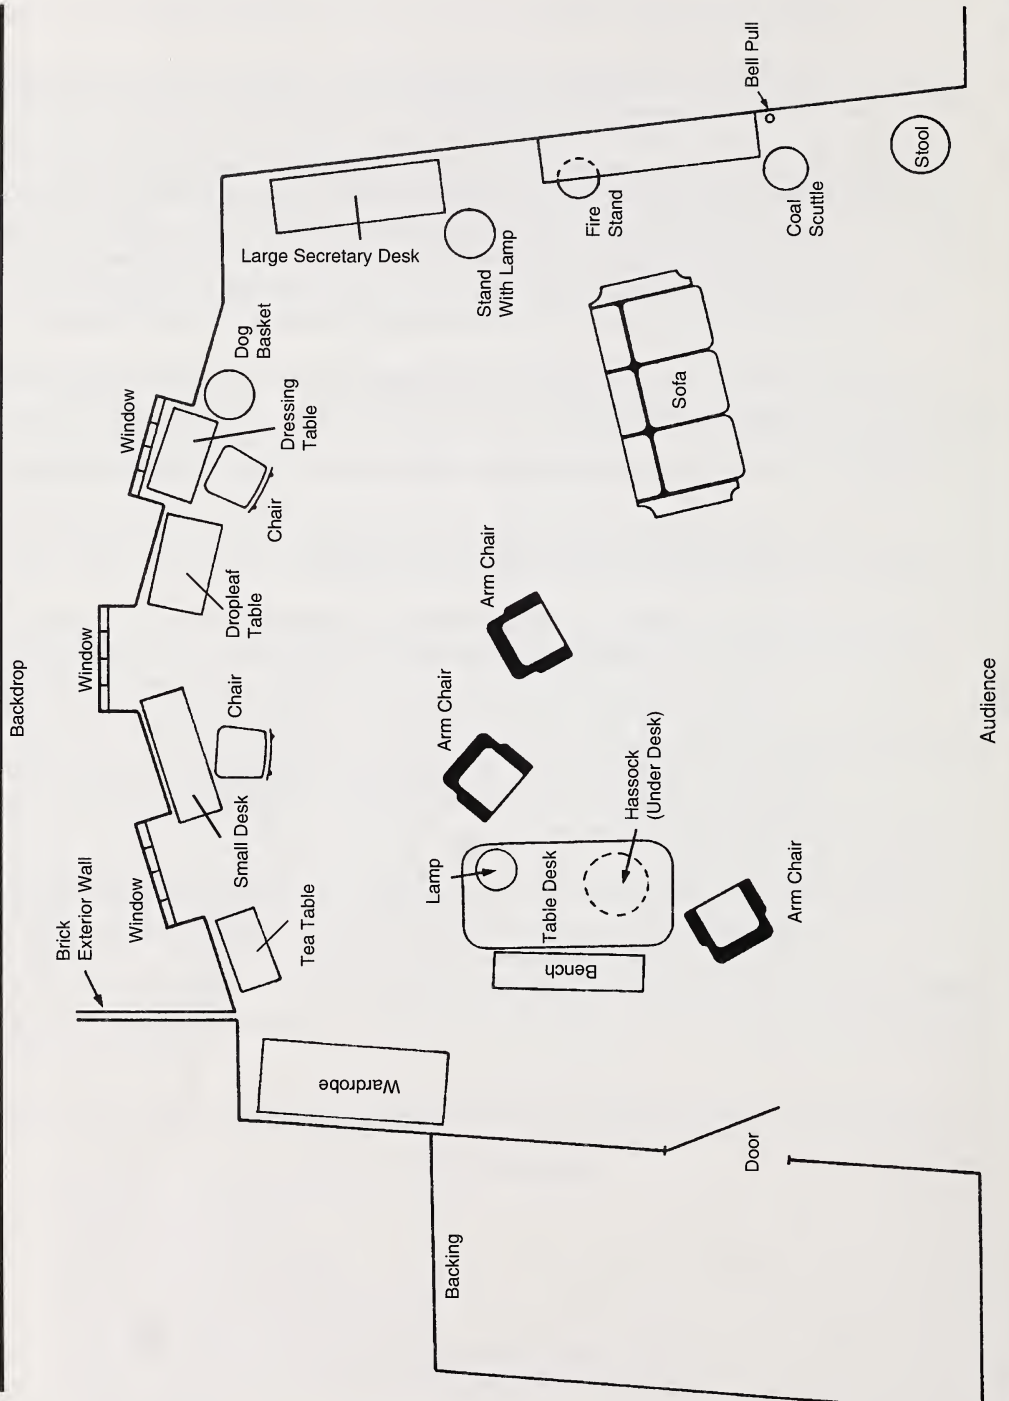 Backdrop
Brick
Exterior Wall
Window
Window
Window
Tea Table
Small Desk
Chair
Dropleaf
Table
Chair
Dressing
Table
Dog
Basket
Large Secretary Desk
Stand
With Lamp
Wardrobe
Backing
Door
Bench
Lamp
Table Desk
Hassock
(Under Desk)
Arm Chair
Arm Chair
Arm Chair
Sofa
Fire
Stand
Coal
Scuttle
Bell Pull
Stool
Audience